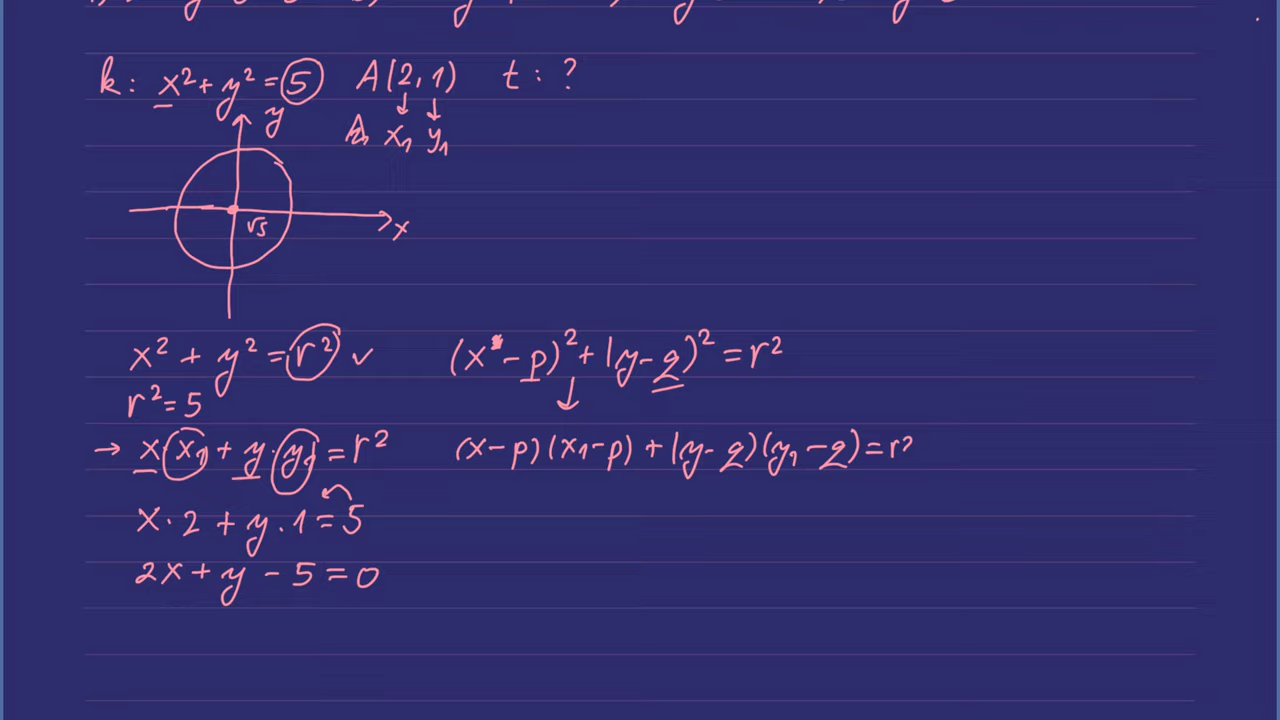 k: x² + y² = 5 A(2,1) t: ?
x₁ y₁
y
√5
x
x² + y² = r² ✓ (x - p)² + (y - q)² = r²
r² = 5
→ x·x₁ + y·y₁ = r² (x-p)(x₁-p) + (y-q)(y₁-q) = r²
x·2 + y·1 = 5
2x + y - 5 = 0